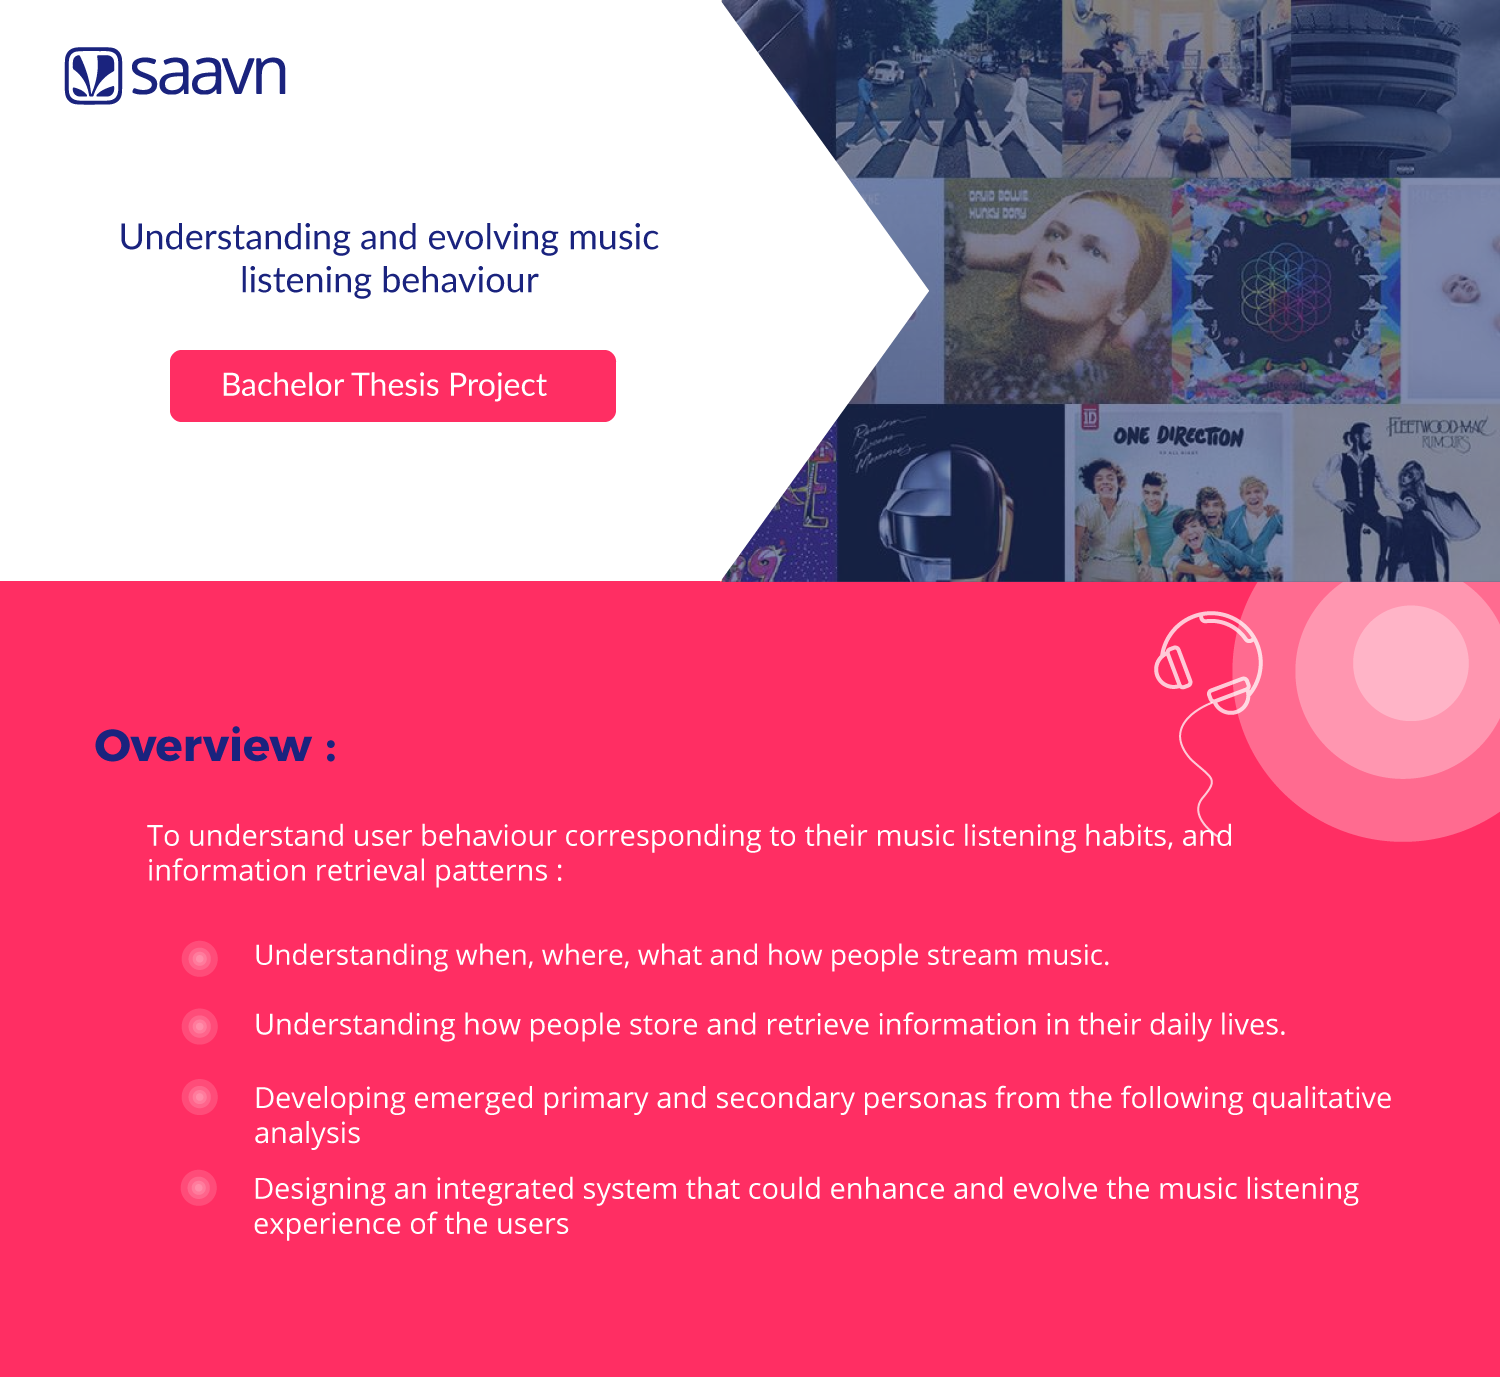 saavn
Understanding and evolving music
listening behaviour
Bachelor Thesis Project
DAVID BOWIE
HUNKY DORY
Random
Access
Memories
1D
ONE DIRECTION
UP ALL NIGHT
FLEETWOOD MAC
RUMOURS
Overview :
To understand user behaviour corresponding to their music listening habits, and
information retrieval patterns :
Understanding when, where, what and how people stream music.
Understanding how people store and retrieve information in their daily lives.
Developing emerged primary and secondary personas from the following qualitative
analysis
Designing an integrated system that could enhance and evolve the music listening
experience of the users